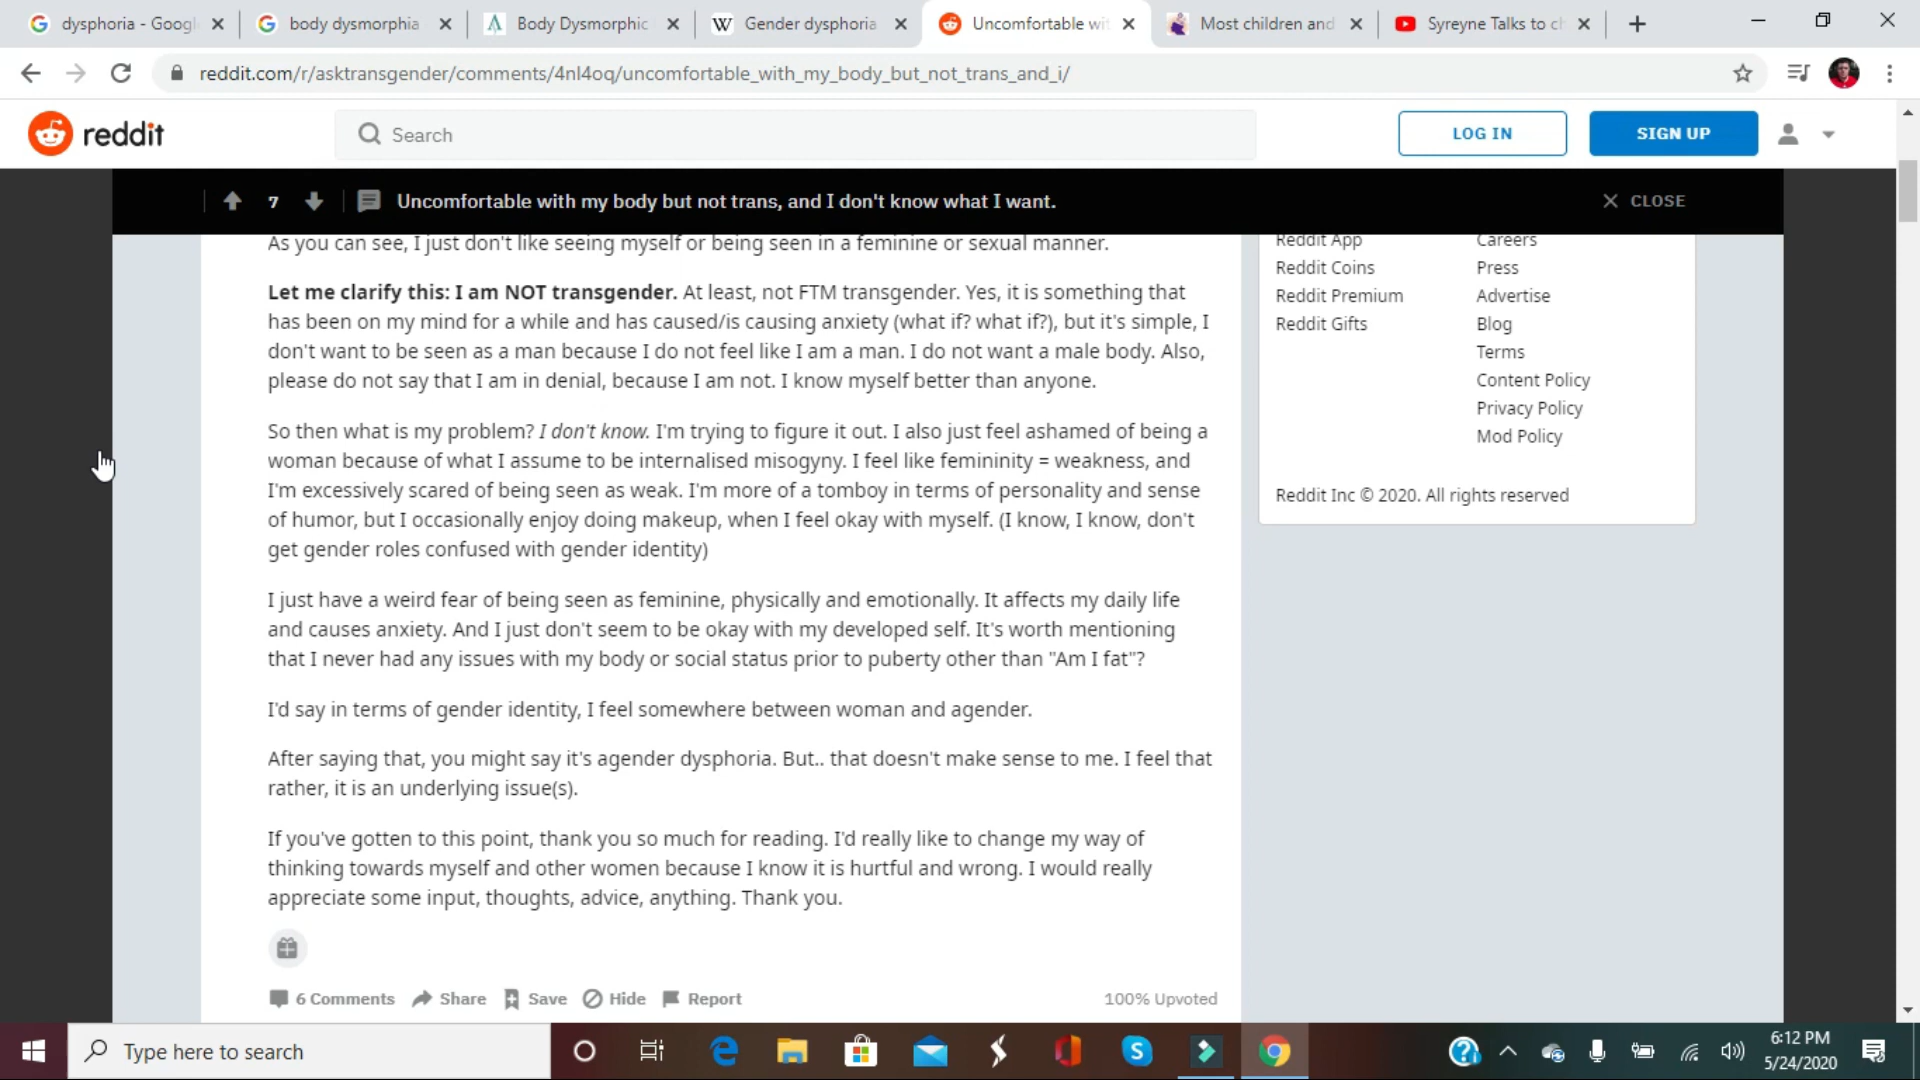 dysphoria - Googl
body dysmorphia
Body Dysmorphic
Gender dysphoria
Uncomfortable wit
Most children and
Syreyne Talks to ch
reddit.com/r/asktransgender/comments/4nl4oq/uncomfortable_with_my_body_but_not_trans_and_i/
reddit
Search
LOG IN
SIGN UP
7
Uncomfortable with my body but not trans, and I don't know what I want.
CLOSE
As you can see, I just don't like seeing myself or being seen in a feminine or sexual manner.
Let me clarify this: I am NOT transgender. At least, not FTM transgender. Yes, it is something that
has been on my mind for a while and has caused/is causing anxiety (what if? what if?), but it's simple, I
don't want to be seen as a man because I do not feel like I am a man. I do not want a male body. Also,
please do not say that I am in denial, because I am not. I know myself better than anyone.
So then what is my problem? I don't know. I'm trying to figure it out. I also just feel ashamed of being a
woman because of what I assume to be internalised misogyny. I feel like femininity = weakness, and
I'm excessively scared of being seen as weak. I'm more of a tomboy in terms of personality and sense
of humor, but I occasionally enjoy doing makeup, when I feel okay with myself. (I know, I know, don't
get gender roles confused with gender identity)
I just have a weird fear of being seen as feminine, physically and emotionally. It affects my daily life
and causes anxiety. And I just don't seem to be okay with my developed self. It's worth mentioning
that I never had any issues with my body or social status prior to puberty other than "Am I fat"?
I'd say in terms of gender identity, I feel somewhere between woman and agender.
After saying that, you might say it's agender dysphoria. But.. that doesn't make sense to me. I feel that
rather, it is an underlying issue(s).
If you've gotten to this point, thank you so much for reading. I'd really like to change my way of
thinking towards myself and other women because I know it is hurtful and wrong. I would really
appreciate some input, thoughts, advice, anything. Thank you.
6 Comments
Share
Save
Hide
Report
100% Upvoted
Reddit App
Reddit Coins
Reddit Premium
Reddit Gifts
Careers
Press
Advertise
Blog
Terms
Content Policy
Privacy Policy
Mod Policy
Reddit Inc © 2020. All rights reserved
Type here to search
6:12 PM
5/24/2020